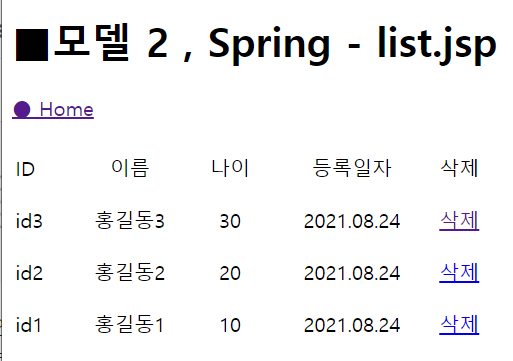 ■모델 2 , Spring - list.jsp
● Home
ID 이름 나이 등록일자 삭제
id3 홍길동3 30 2021.08.24 삭제
id2 홍길동2 20 2021.08.24 삭제
id1 홍길동1 10 2021.08.24 삭제